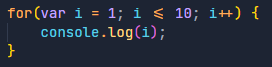 for(var i = 1; i <= 10; i++) {
    console.log(i);
}